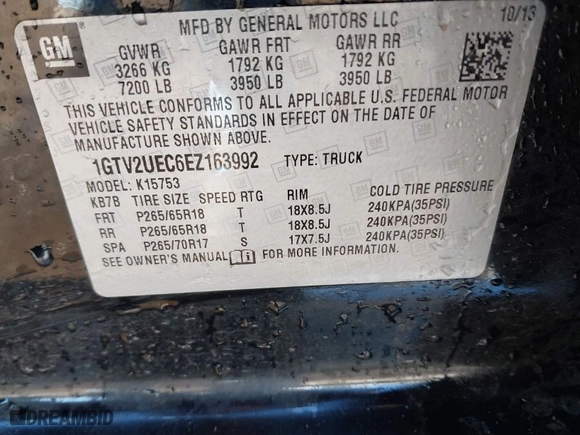 GM
MFD BY GENERAL MOTORS LLC 10/13
GVWR GAWR FRT GAWR RR
3266 KG 1792 KG 1792 KG
7200 LB 3950 LB 3950 LB
THIS VEHICLE CONFORMS TO ALL APPLICABLE U.S. FEDERAL MOTOR
VEHICLE SAFETY STANDARDS IN EFFECT ON THE DATE OF
MANUFACTURE SHOWN ABOVE.
1GTV2UEC6EZ163992 TYPE: TRUCK
MODEL: K15753
KB7B TIRE SIZE SPEED RTG RIM COLD TIRE PRESSURE
FRT P265/65R18 T 18X8.5J 240KPA(35PSI)
RR P265/65R18 T 18X8.5J 240KPA(35PSI)
SPA P265/70R17 S 17X7.5J 240KPA(35PSI)
SEE OWNER'S MANUAL FOR MORE INFORMATION.
DREAMBID